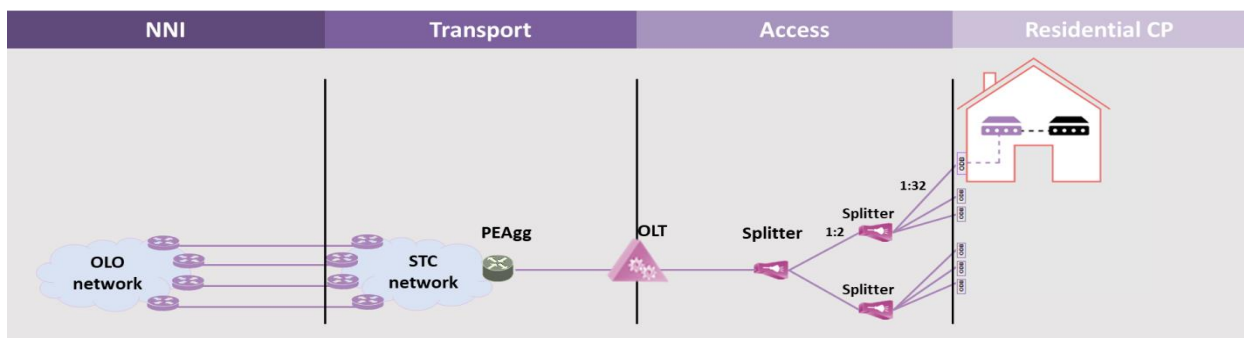 NNI
Transport
Access
Residential CP
ODB
1:32
ODB
Splitter
ODB
PEAgg
OLT
Splitter
1:2
OLO
network
STC
network
ODB
ODB
Splitter
ODB